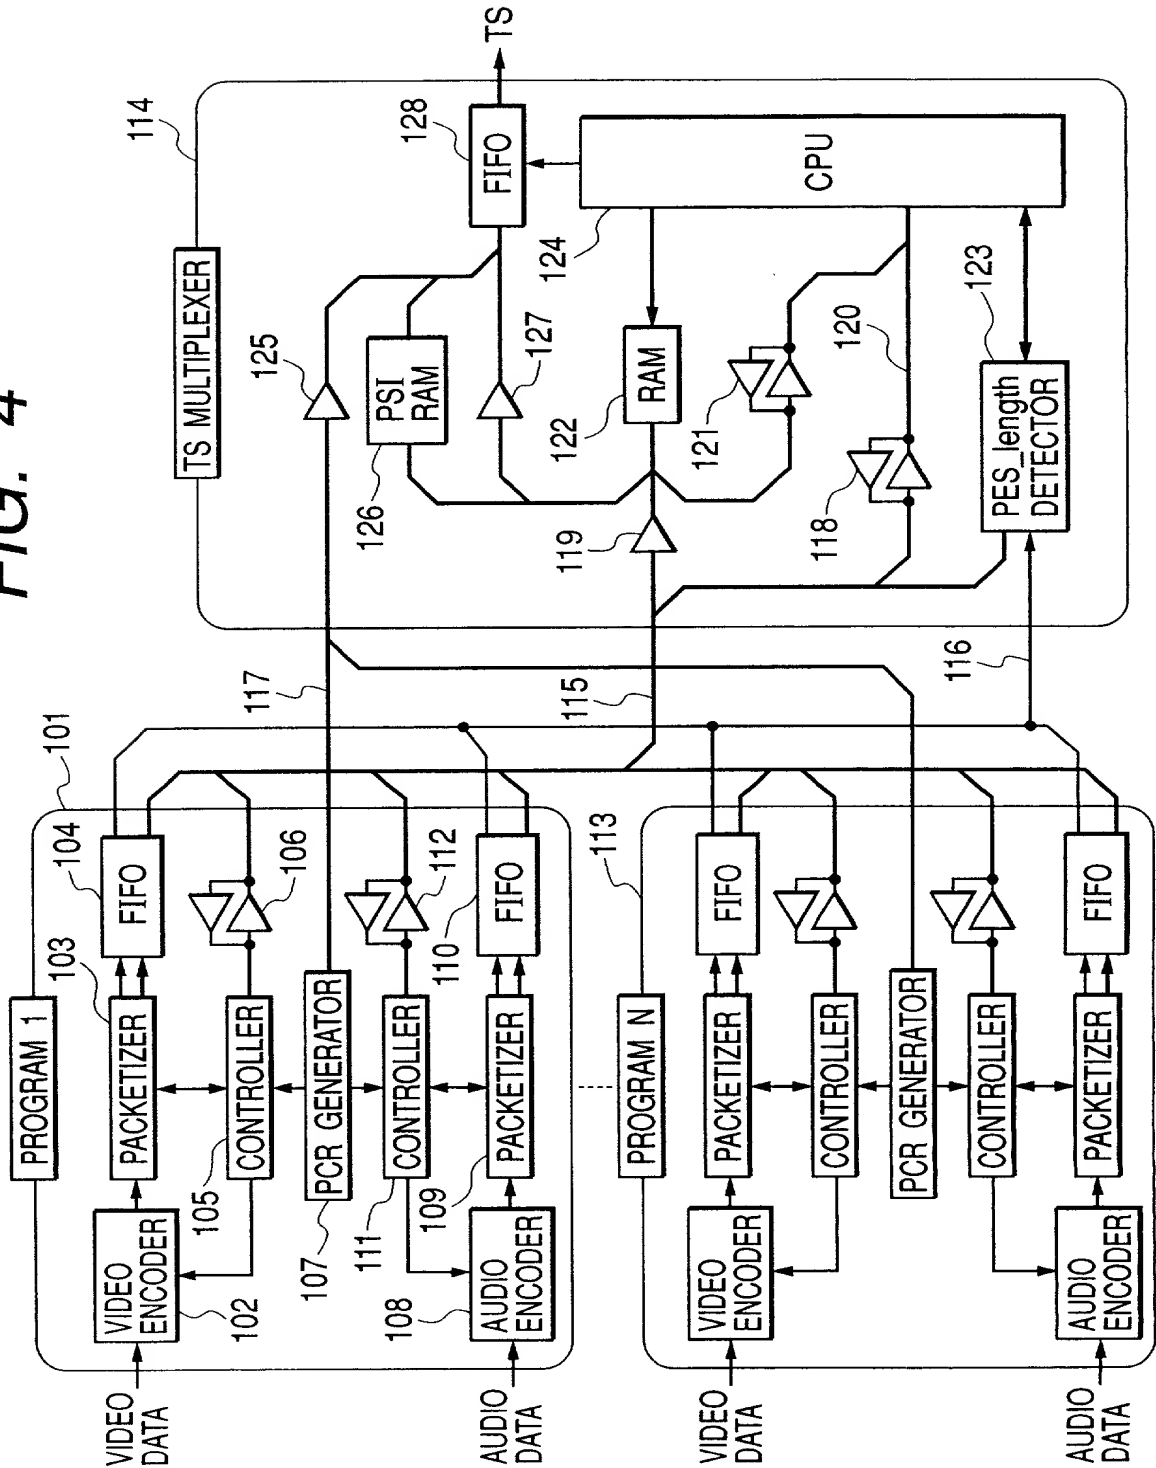 FIG. 4
101
PROGRAM 1
VIDEO
DATA
VIDEO
ENCODER
102
PACKETIZER
103
FIFO
104
CONTROLLER
105
106
PCR GENERATOR
107
CONTROLLER
111
112
AUDIO
DATA
AUDIO
ENCODER
108
PACKETIZER
109
FIFO
110
113
PROGRAM N
VIDEO
DATA
VIDEO
ENCODER
PACKETIZER
FIFO
CONTROLLER
PCR GENERATOR
CONTROLLER
AUDIO
DATA
AUDIO
ENCODER
PACKETIZER
FIFO
117
115
116
114
TS MULTIPLEXER
125
PSI
RAM
126
127
FIFO
128
TS
119
RAM
122
124
CPU
121
118
120
PES_length
DETECTOR
123